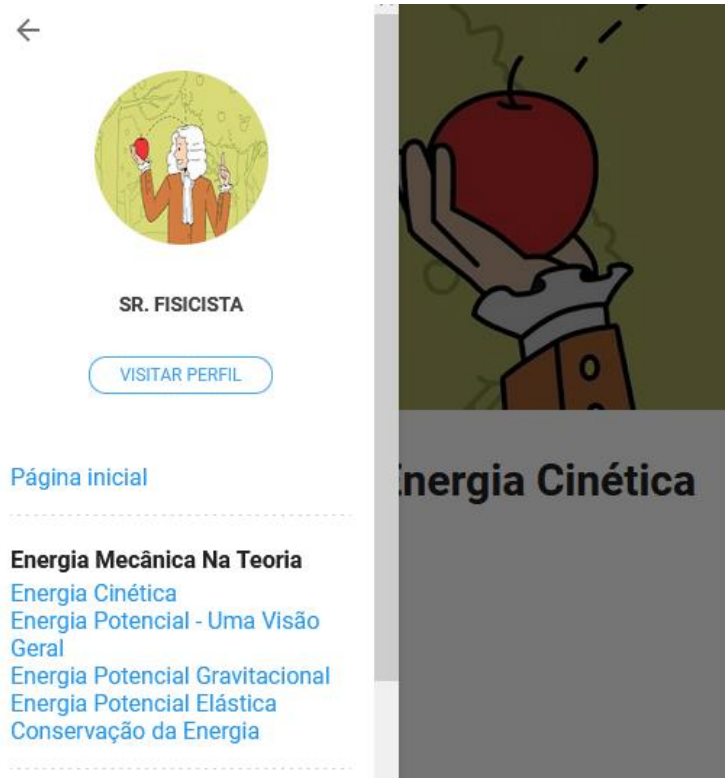 SR. FISICISTA
VISITAR PERFIL
Página inicial
Energia Mecânica Na Teoria
Energia Cinética
Energia Potencial - Uma Visão
Geral
Energia Potencial Gravitacional
Energia Potencial Elástica
Conservação da Energia
Energia Cinética